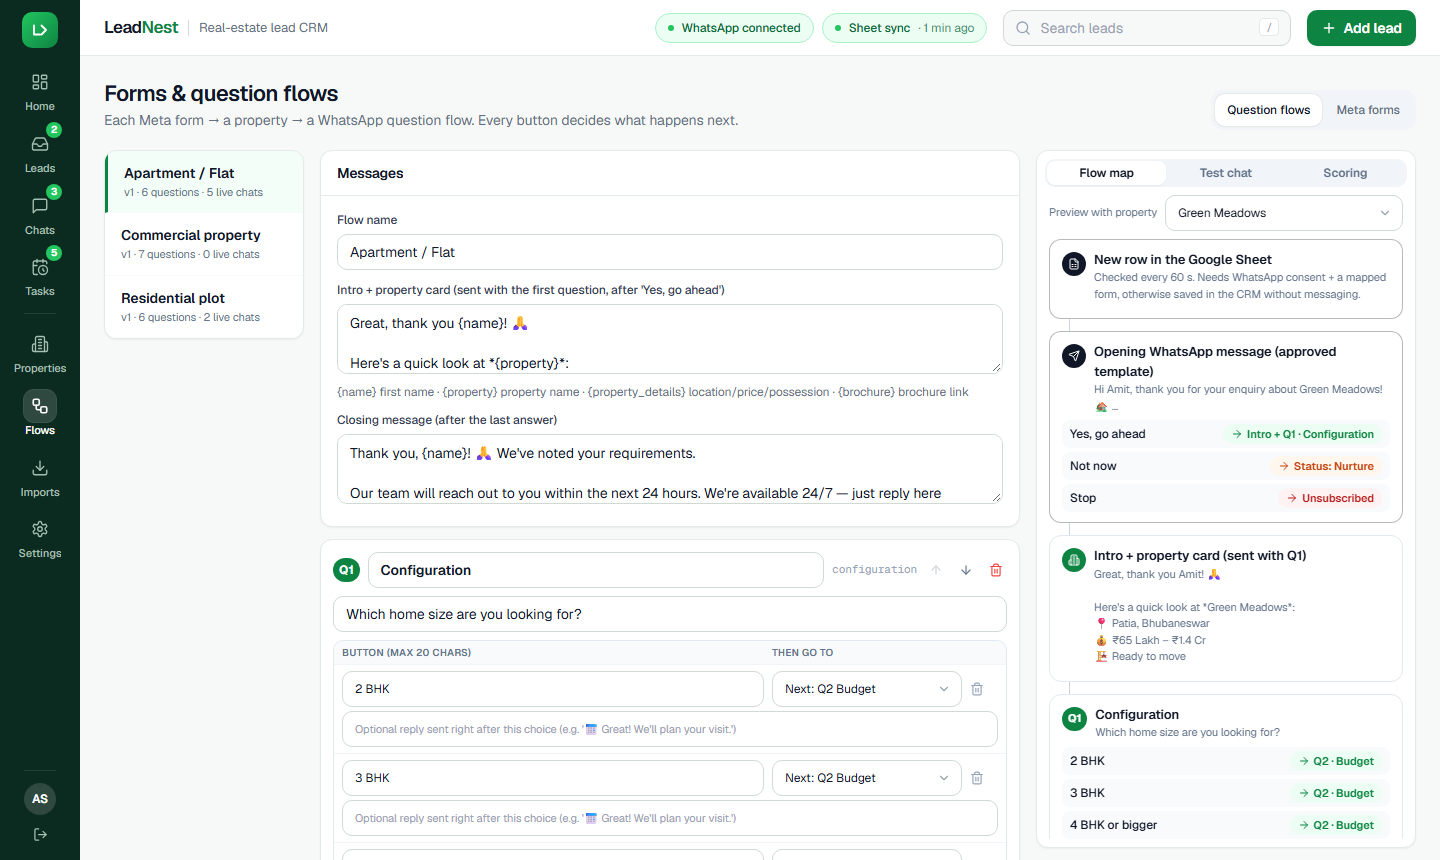 LeadNest
Real-estate lead CRM
WhatsApp connected
Sheet sync · 1 min ago
Search leads
/
+ Add lead
Home
2
Leads
3
Chats
5
Tasks
Properties
Flows
Imports
Settings
AS
Forms & question flows
Each Meta form → a property → a WhatsApp question flow. Every button decides what happens next.
Question flows
Meta forms
Apartment / Flat
v1 · 6 questions · 5 live chats
Commercial property
v1 · 7 questions · 0 live chats
Residential plot
v1 · 6 questions · 2 live chats
Messages
Flow name
Apartment / Flat
Intro + property card (sent with the first question, after 'Yes, go ahead')
Great, thank you {name}! 🙏
Here's a quick look at *{property}*:
{name} first name · {property} property name · {property_details} location/price/possession · {brochure} brochure link
Closing message (after the last answer)
Thank you, {name}! 🙏 We've noted your requirements.
Our team will reach out to you within the next 24 hours. We're available 24/7 — just reply here
Q1
Configuration
configuration
Which home size are you looking for?
BUTTON (MAX 20 CHARS)
THEN GO TO
2 BHK
Next: Q2 Budget
Optional reply sent right after this choice (e.g. '🗓️ Great! We'll plan your visit.')
3 BHK
Next: Q2 Budget
Optional reply sent right after this choice (e.g. '🗓️ Great! We'll plan your visit.')
Flow map
Test chat
Scoring
Preview with property
Green Meadows
New row in the Google Sheet
Checked every 60 s. Needs WhatsApp consent + a mapped
form, otherwise saved in the CRM without messaging.
Opening WhatsApp message (approved
template)
Hi Amit, thank you for your enquiry about Green Meadows!
🏡 ...
Yes, go ahead
→ Intro + Q1 · Configuration
Not now
→ Status: Nurture
Stop
→ Unsubscribed
Intro + property card (sent with Q1)
Great, thank you Amit! 🙏
Here's a quick look at *Green Meadows*:
📍 Patia, Bhubaneswar
💰 ₹65 Lakh – ₹1.4 Cr
🏗️ Ready to move
Q1
Configuration
Which home size are you looking for?
2 BHK
→ Q2 · Budget
3 BHK
→ Q2 · Budget
4 BHK or bigger
→ Q2 · Budget